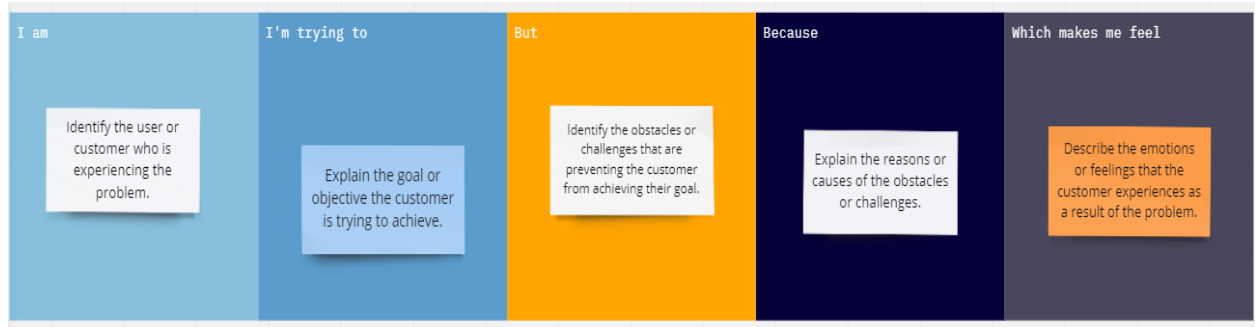 I am
Identify the user or
customer who is
experiencing the
problem.
I'm trying to
Explain the goal or
objective the customer
is trying to achieve.
But
Identify the obstacles or
challenges that are
preventing the customer
from achieving their goal.
Because
Explain the reasons or
causes of the obstacles
or challenges.
Which makes me feel
Describe the emotions
or feelings that the
customer experiences as
a result of the problem.